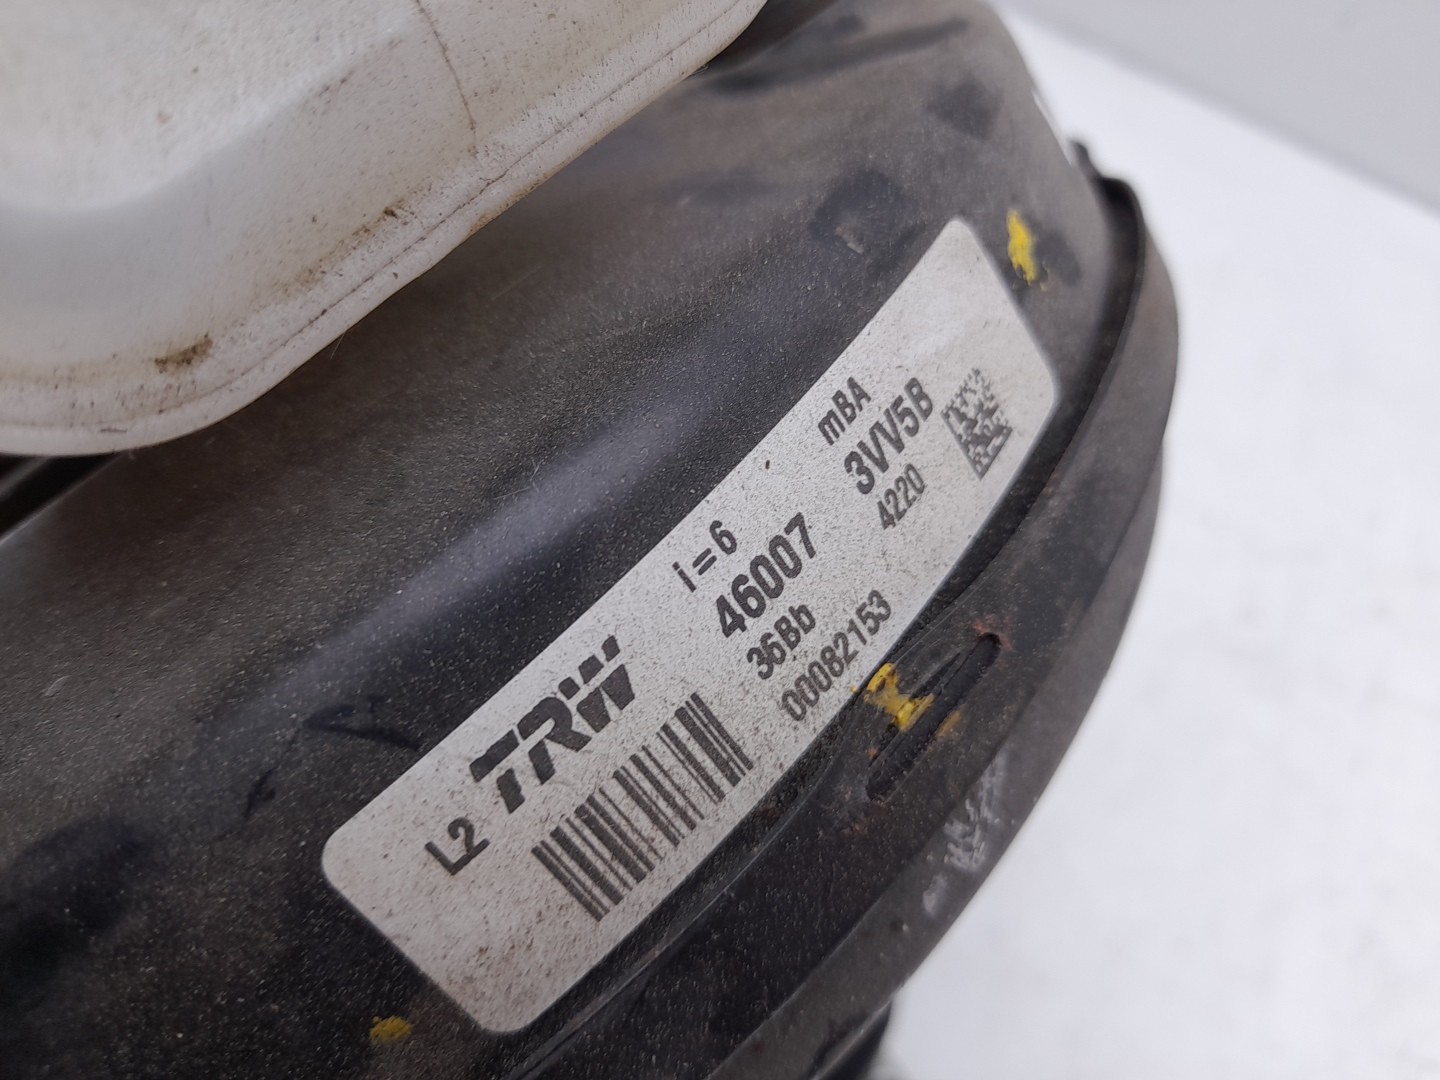 L2 TRW
i=6
46007
36Bb
00082153
mBA
3VV5B
4220